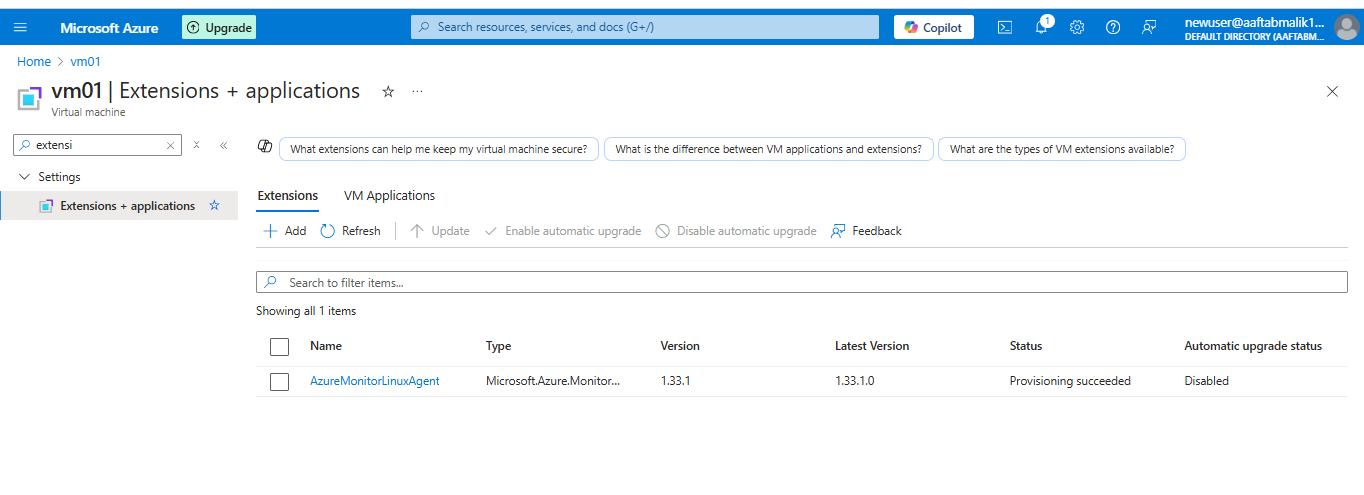 Microsoft Azure Upgrade Search resources, services, and docs (G+/) Copilot 1 newuser@aaftabmalik1...
DEFAULT DIRECTORY (AAFTABM...
Home > vm01
vm01 | Extensions + applications ☆ ...
Virtual machine
extensi
What extensions can help me keep my virtual machine secure? What is the difference between VM applications and extensions? What are the types of VM extensions available?
Settings
Extensions + applications
Extensions VM Applications
Add Refresh Update Enable automatic upgrade Disable automatic upgrade Feedback
Search to filter items...
Showing all 1 items
Name Type Version Latest Version Status Automatic upgrade status
AzureMonitorLinuxAgent Microsoft.Azure.Monitor... 1.33.1 1.33.1.0 Provisioning succeeded Disabled